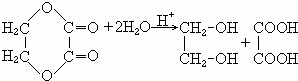 O
H₂C C=O
H₂C C=O
O
+2H₂O
H⁺
CH₂-OH
CH₂-OH
+
COOH
COOH